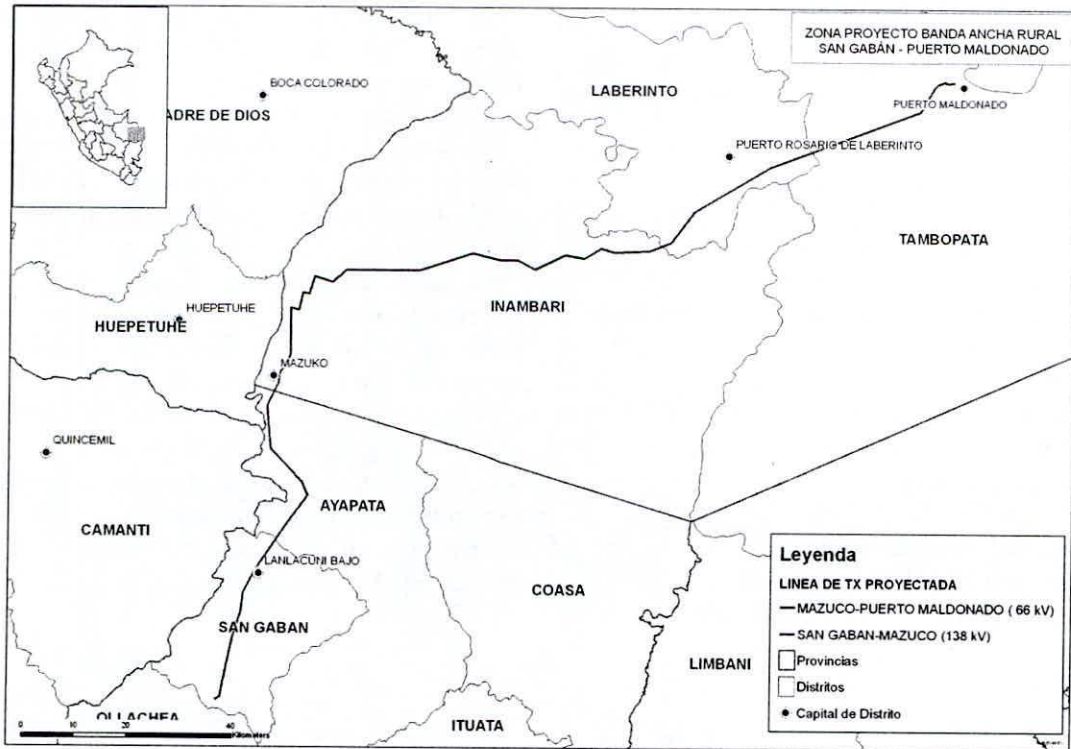 ZONA PROYECTO BANDA ANCHA RURAL
SAN GABÁN - PUERTO MALDONADO
BOCA COLORADO
ADRE DE DIOS
LABERINTO
PUERTO MALDONADO
PUERTO ROSARIO DE LABERINTO
TAMBOPATA
INAMBARI
HUEPETUHE
HUEPETUHE
MAZUKO
QUINCEMIL
AYAPATA
CAMANTI
LANLACUNI BAJO
COASA
SAN GABAN
LIMBANI
OLLACHEA
ITUATA
0 10 20 40
Kilometers
Leyenda
LINEA DE TX PROYECTADA
MAZUCO-PUERTO MALDONADO ( 66 kV)
SAN GABAN-MAZUCO (138 kV)
Provincias
Distritos
Capital de Distrito